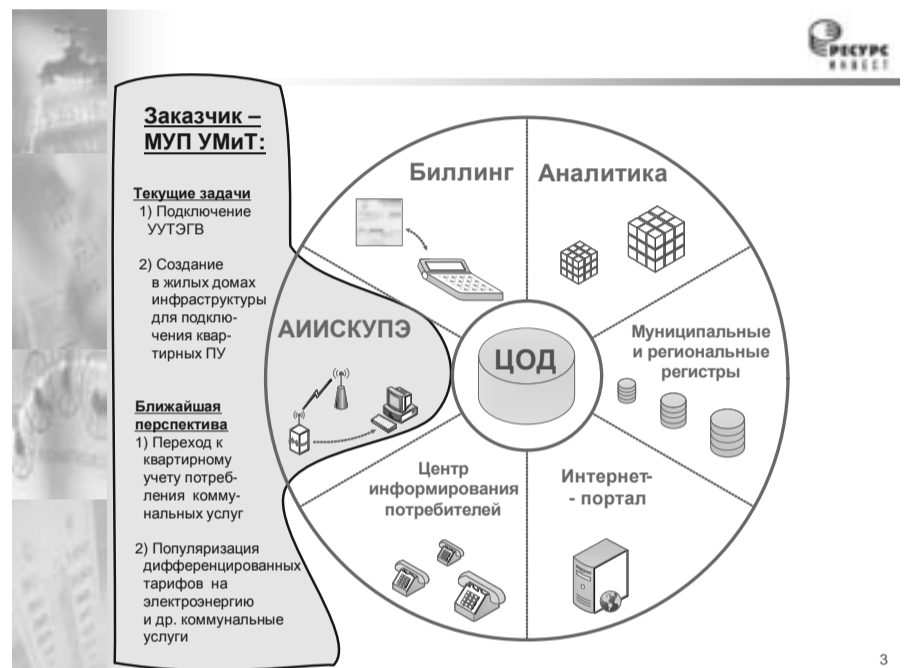 РЕСУРС
ИНВЕСТ
Заказчик –
МУП УМиТ:
Текущие задачи
1) Подключение
УУТЭГВ
2) Создание
в жилых домах
инфраструктуры
для подклю-
чения квар-
тирных ПУ
Ближайшая
перспектива
1) Переход к
квартирному
учету потреб-
ления комму-
нальных услуг
2) Популяризация
дифференцированных
тарифов на
электроэнергию
и др. коммунальные
услуги
Биллинг
Аналитика
АИИСКУПЭ
ЦОД
Муниципальные
и региональные
регистры
Центр
информирования
потребителей
Интернет-
- портал
3